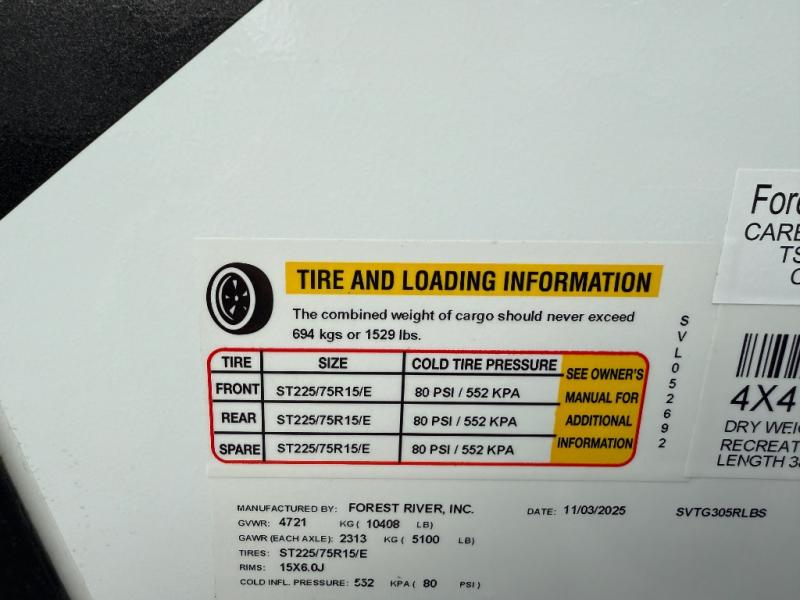 Fore
CARB
TS
C
TIRE AND LOADING INFORMATION
The combined weight of cargo should never exceed
694 kgs or 1529 lbs.
TIRE SIZE COLD TIRE PRESSURE SEE OWNER'S
FRONT ST225/75R15/E 80 PSI / 552 KPA MANUAL FOR
REAR ST225/75R15/E 80 PSI / 552 KPA ADDITIONAL
SPARE ST225/75R15/E 80 PSI / 552 KPA INFORMATION
SVL052692
4X4
DRY WEIG
RECREAT
LENGTH 38
MANUFACTURED BY: FOREST RIVER, INC. DATE: 11/03/2025 SVTG305RLBS
GVWR: 4721 KG ( 10408 LB)
GAWR (EACH AXLE): 2313 KG ( 5100 LB)
TIRES: ST225/75R15/E
RIMS: 15X6.0J
COLD INFL. PRESSURE: 552 KPA ( 80 PSI)